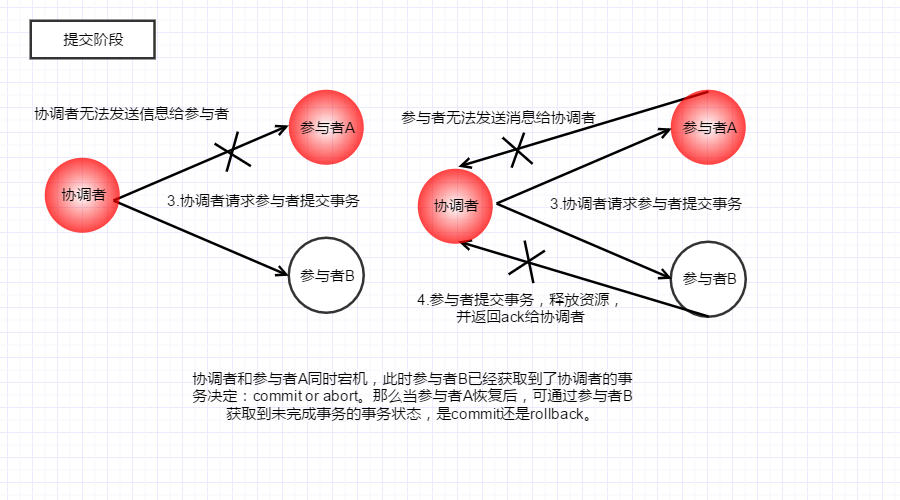 提交阶段
协调者无法发送信息给参与者
参与者A
协调者
3.协调者请求参与者提交事务
参与者B
参与者无法发送消息给协调者
参与者A
协调者
3.协调者请求参与者提交事务
参与者B
4.参与者提交事务，释放资源，
并返回ack给协调者
协调者和参与者A同时宕机，此时参与者B已经获取到了协调者的事
务决定：commit or abort。那么当参与者A恢复后，可通过参与者B
获取到未完成事务的事务状态，是commit还是rollback。